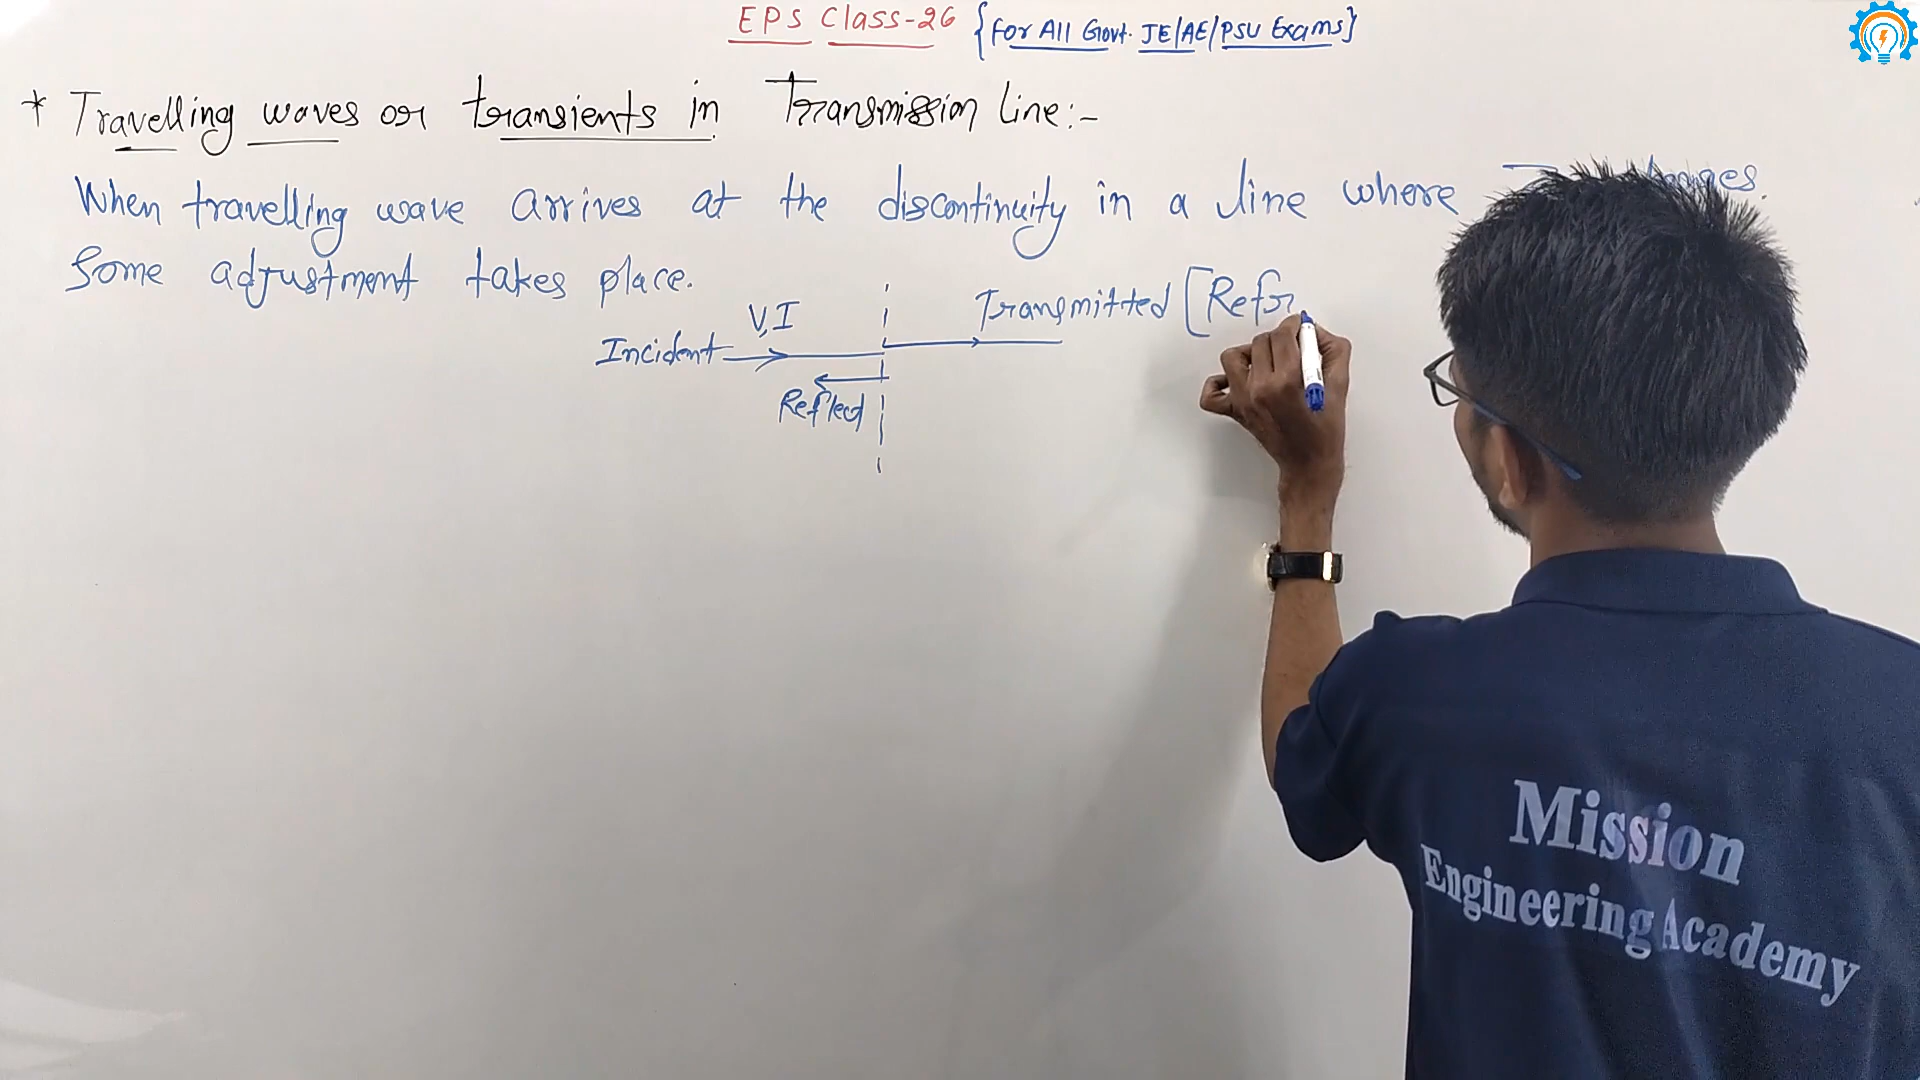 EPS Class-26 {For All Govt. JE/AE/PSU Exams}
* Travelling waves or transients in Transmission line:-
When travelling wave arrives at the discontinuity in a line where changes.
Some adjustment takes place.
V,I
Transmitted [Refr
Incident
Reflected
Mission
Engineering Academy